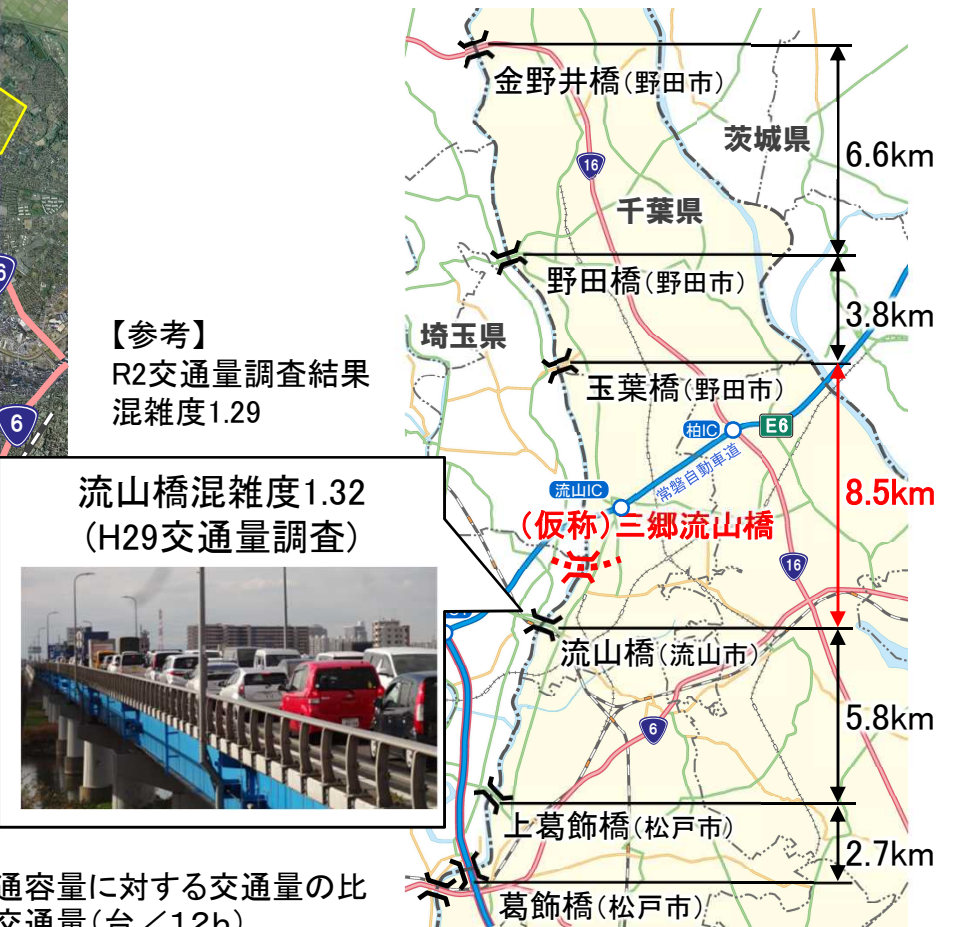 6
6
【参考】
R2交通量調査結果
混雑度1.29
流山橋混雑度1.32
(H29交通量調査)
通容量に対する交通量の比
交通量(台/12h)
金野井橋(野田市)
茨城県
6.6km
16
千葉県
野田橋(野田市)
3.8km
埼玉県
玉葉橋(野田市)
柏IC
E6
常磐自動車道
流山IC
8.5km
(仮称)三郷流山橋
16
流山橋(流山市)
5.8km
6
上葛飾橋(松戸市)
2.7km
葛飾橋(松戸市)